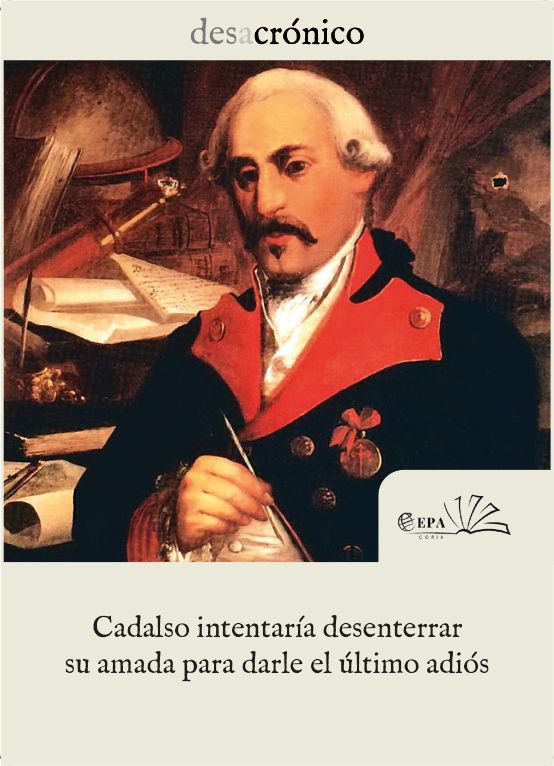 desacrónico
EPA
CORIA
Cadalso intentaría desenterrar
su amada para darle el último adiós